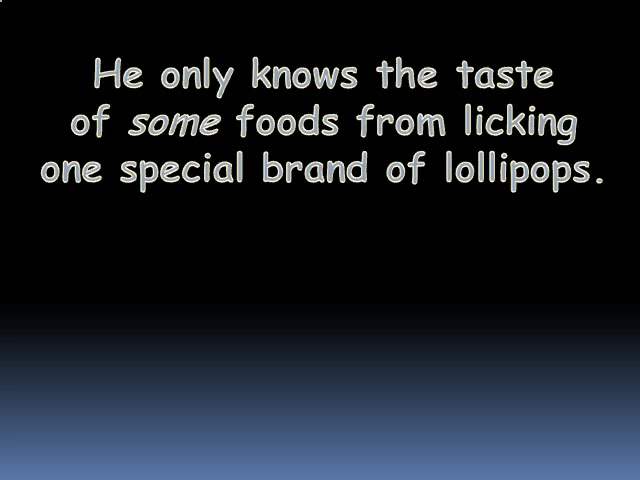 He only knows the taste
of some foods from licking
one special brand of lollipops.